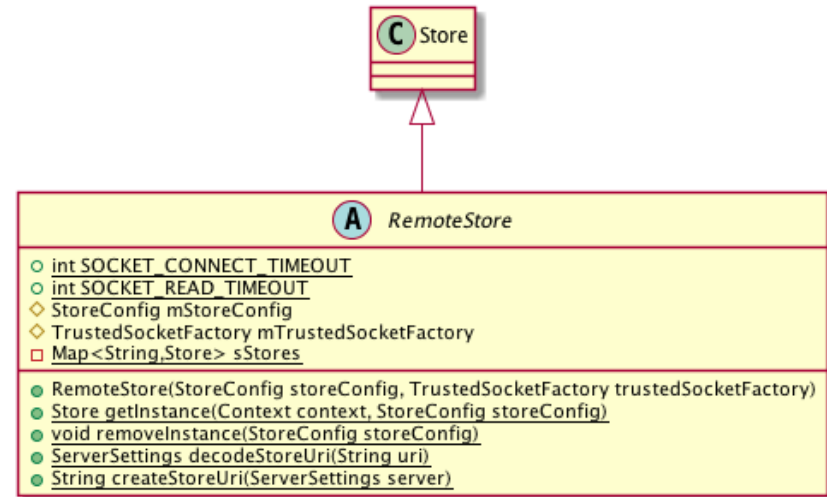 C Store
A RemoteStore
int SOCKET_CONNECT_TIMEOUT
int SOCKET_READ_TIMEOUT
StoreConfig mStoreConfig
TrustedSocketFactory mTrustedSocketFactory
Map<String,Store> sStores
RemoteStore(StoreConfig storeConfig, TrustedSocketFactory trustedSocketFactory)
Store getInstance(Context context, StoreConfig storeConfig)
void removeInstance(StoreConfig storeConfig)
ServerSettings decodeStoreUri(String uri)
String createStoreUri(ServerSettings server)